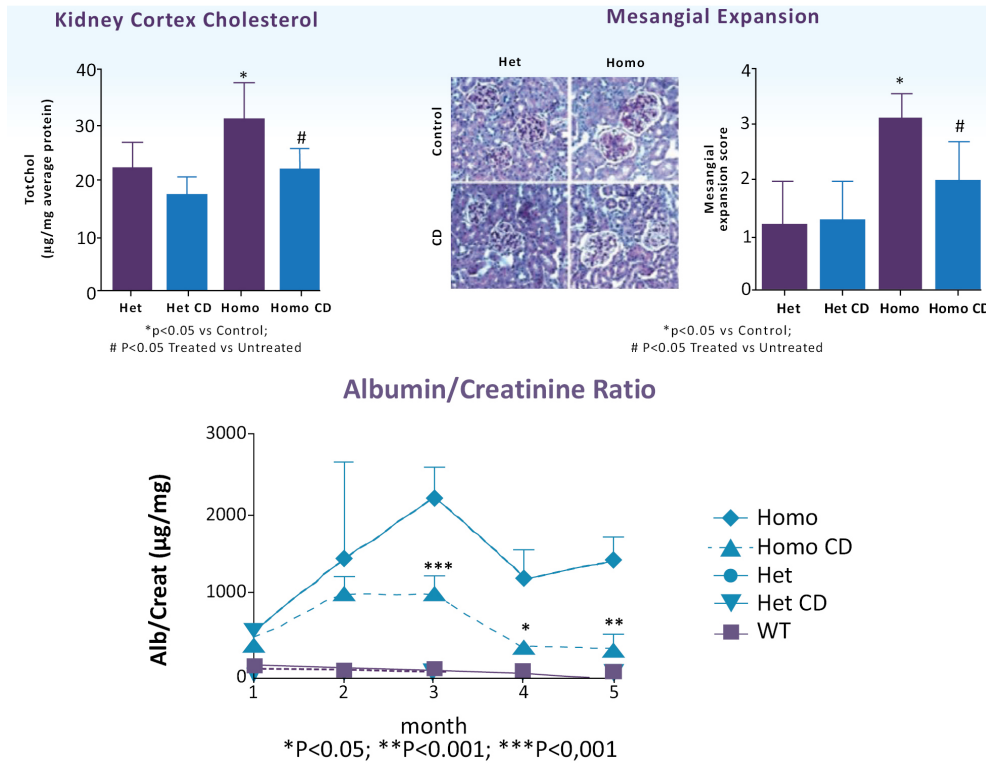 Kidney Cortex Cholesterol
TotChol
(µg/mg average protein)
40
30
20
10
0
*
#
Het
Het CD
Homo
Homo CD
*p<0.05 vs Control;
# P<0.05 Treated vs Untreated
Mesangial Expansion
Het
Homo
Control
CD
Mesangial
expansion score
4
3
2
1
0
*
#
Het
Het CD
Homo
Homo CD
*p<0.05 vs Control;
# P<0.05 Treated vs Untreated
Albumin/Creatinine Ratio
Alb/Creat (µg/mg)
3000
2000
1000
0
***
*
**
1
2
3
4
5
month
*P<0.05; **P<0.001; ***P<0,001
Homo
Homo CD
Het
Het CD
WT